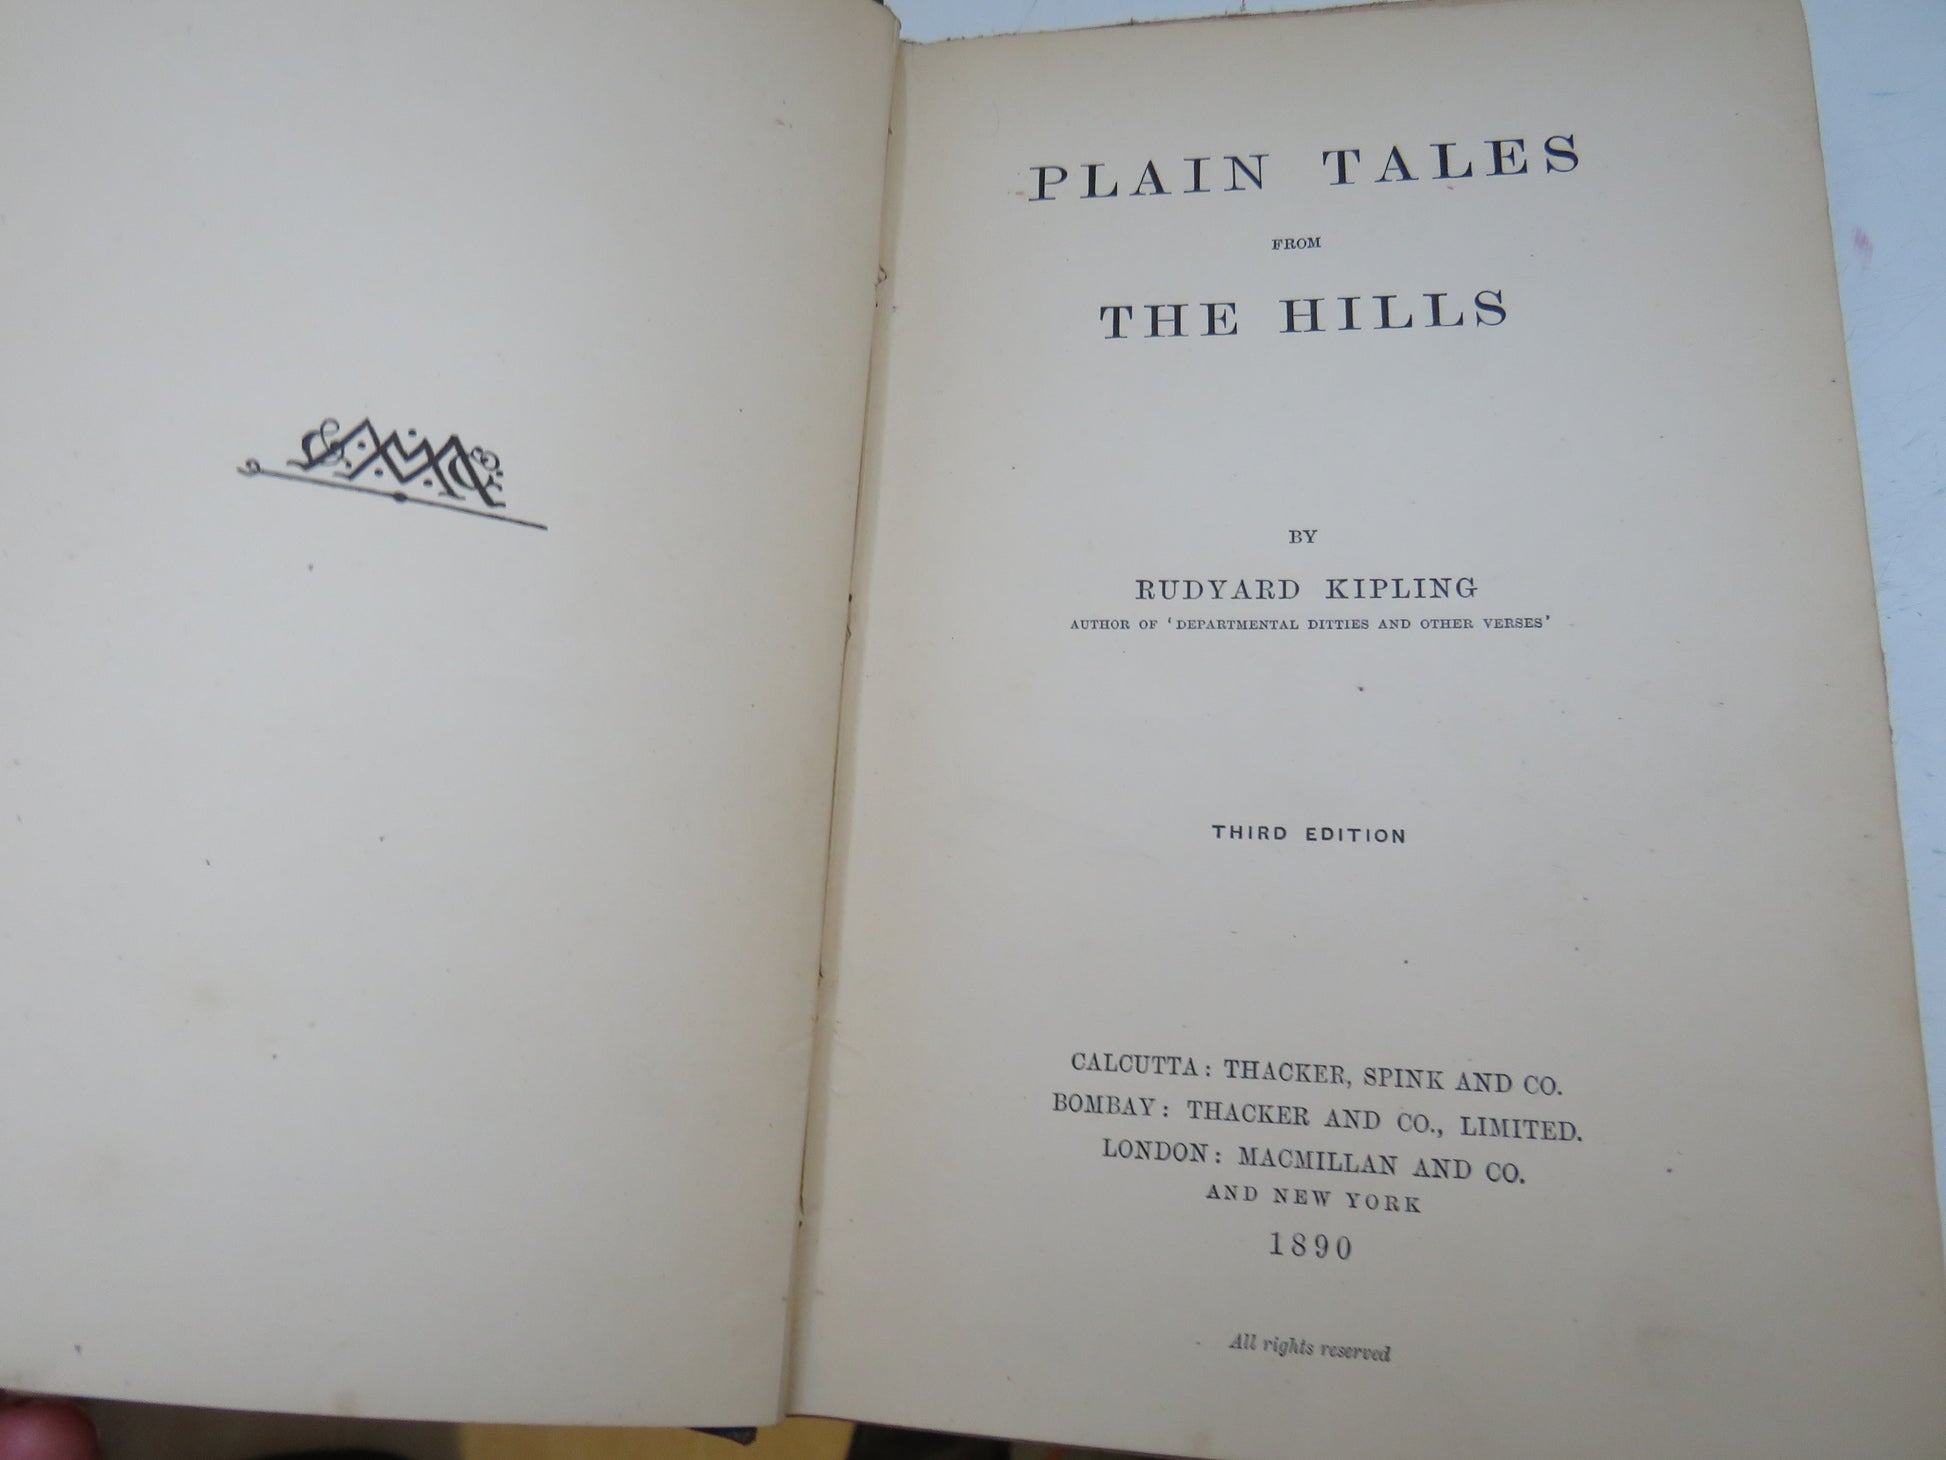 PLAIN TALES
FROM
THE HILLS
BY
RUDYARD KIPLING
AUTHOR OF 'DEPARTMENTAL DITTIES AND OTHER VERSES'
THIRD EDITION
CALCUTTA: THACKER, SPINK AND CO.
BOMBAY: THACKER AND CO., LIMITED.
LONDON: MACMILLAN AND CO.
AND NEW YORK
1890
All rights reserved